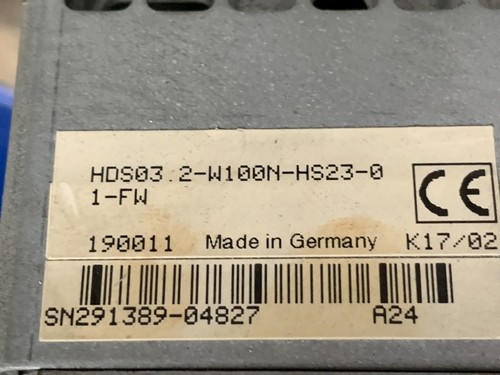 HDS03.2-W100N-HS23-0
1-FW
CE
190011 Made in Germany K17/02
SN291389-04827 A24